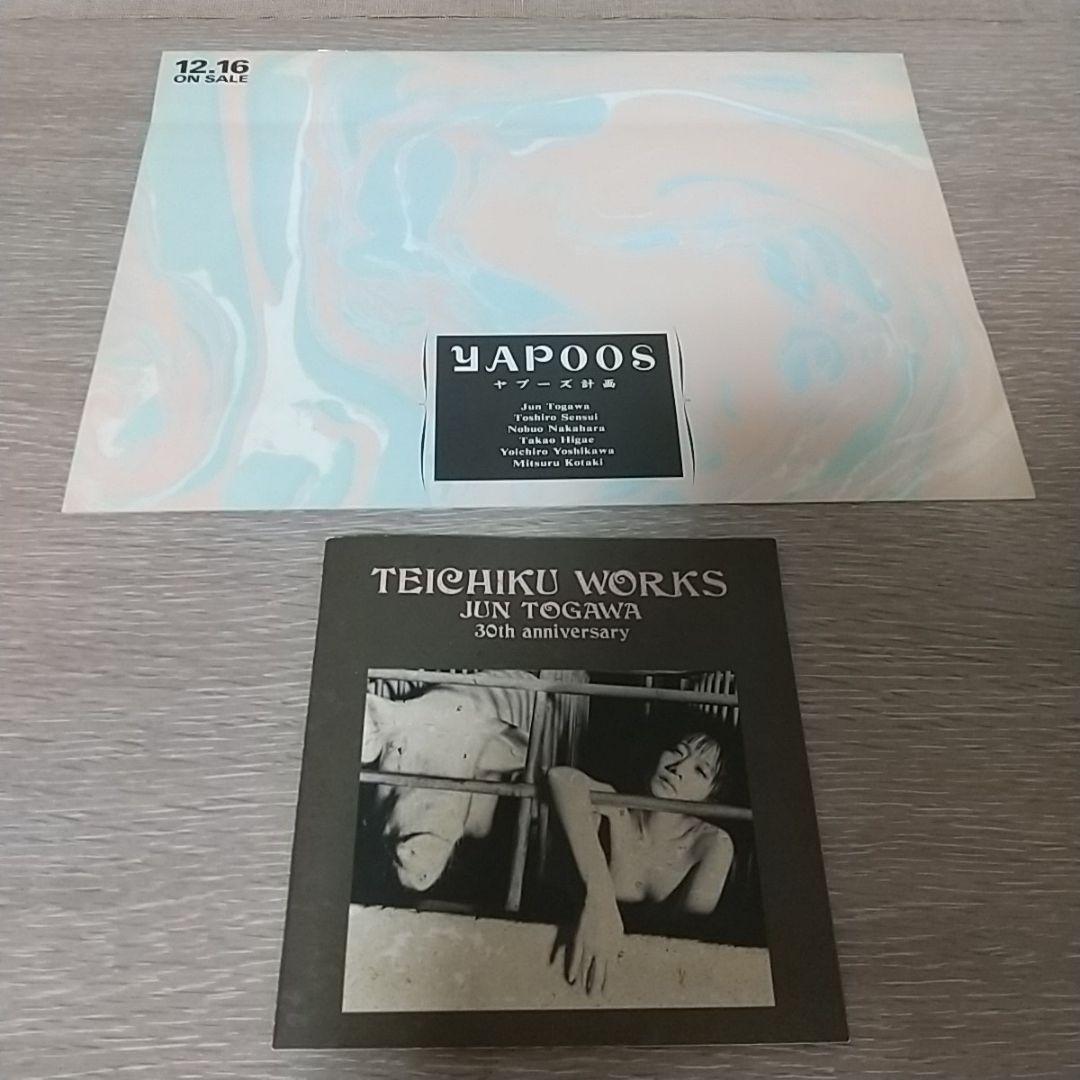 12.16
ON SALE
YAPOOS
ヤプーズ計画
Jun Togawa
Toshiro Sensui
Nobuo Nakahara
Takao Higae
Yoichiro Yoshikawa
Mitsuru Kotaki
TEICHIKU WORKS
JUN TOGAWA
30th anniversary